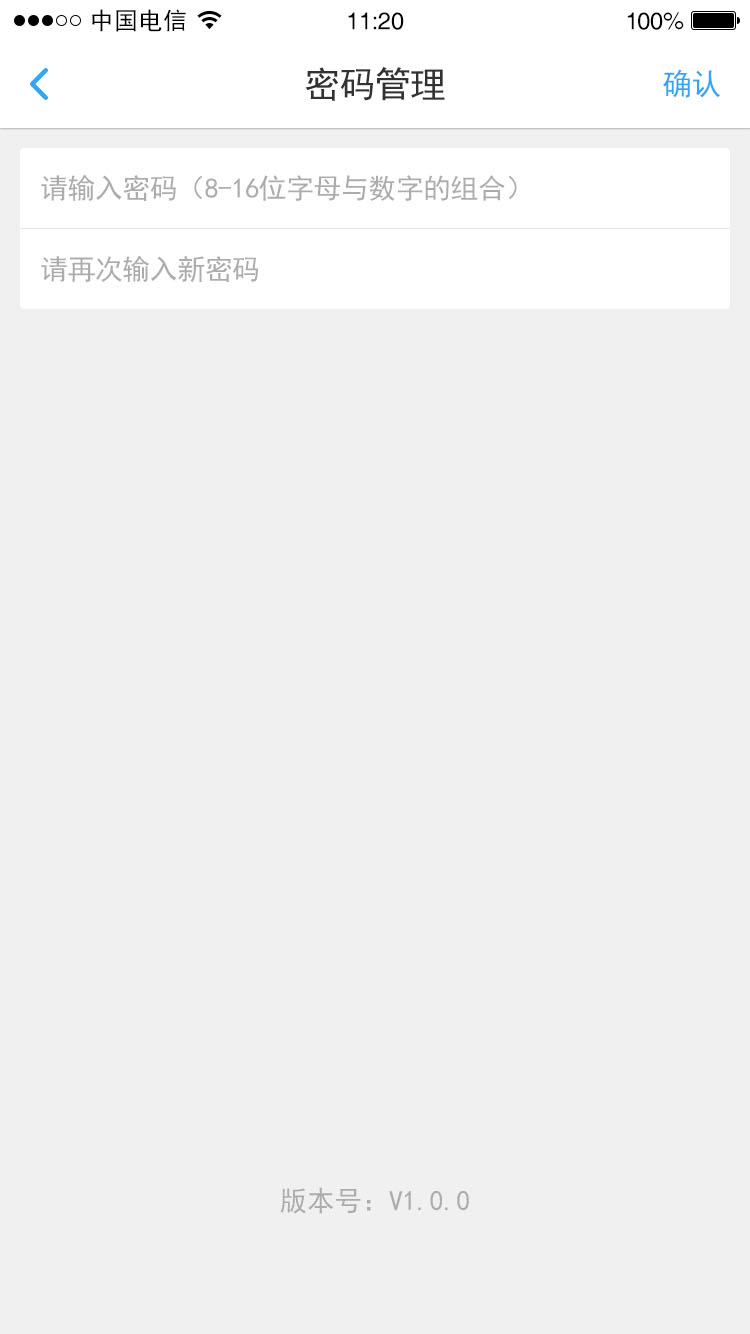 中国电信 11:20 100%
密码管理 确认
请输入密码（8-16位字母与数字的组合）
请再次输入新密码
版本号：V1.0.0